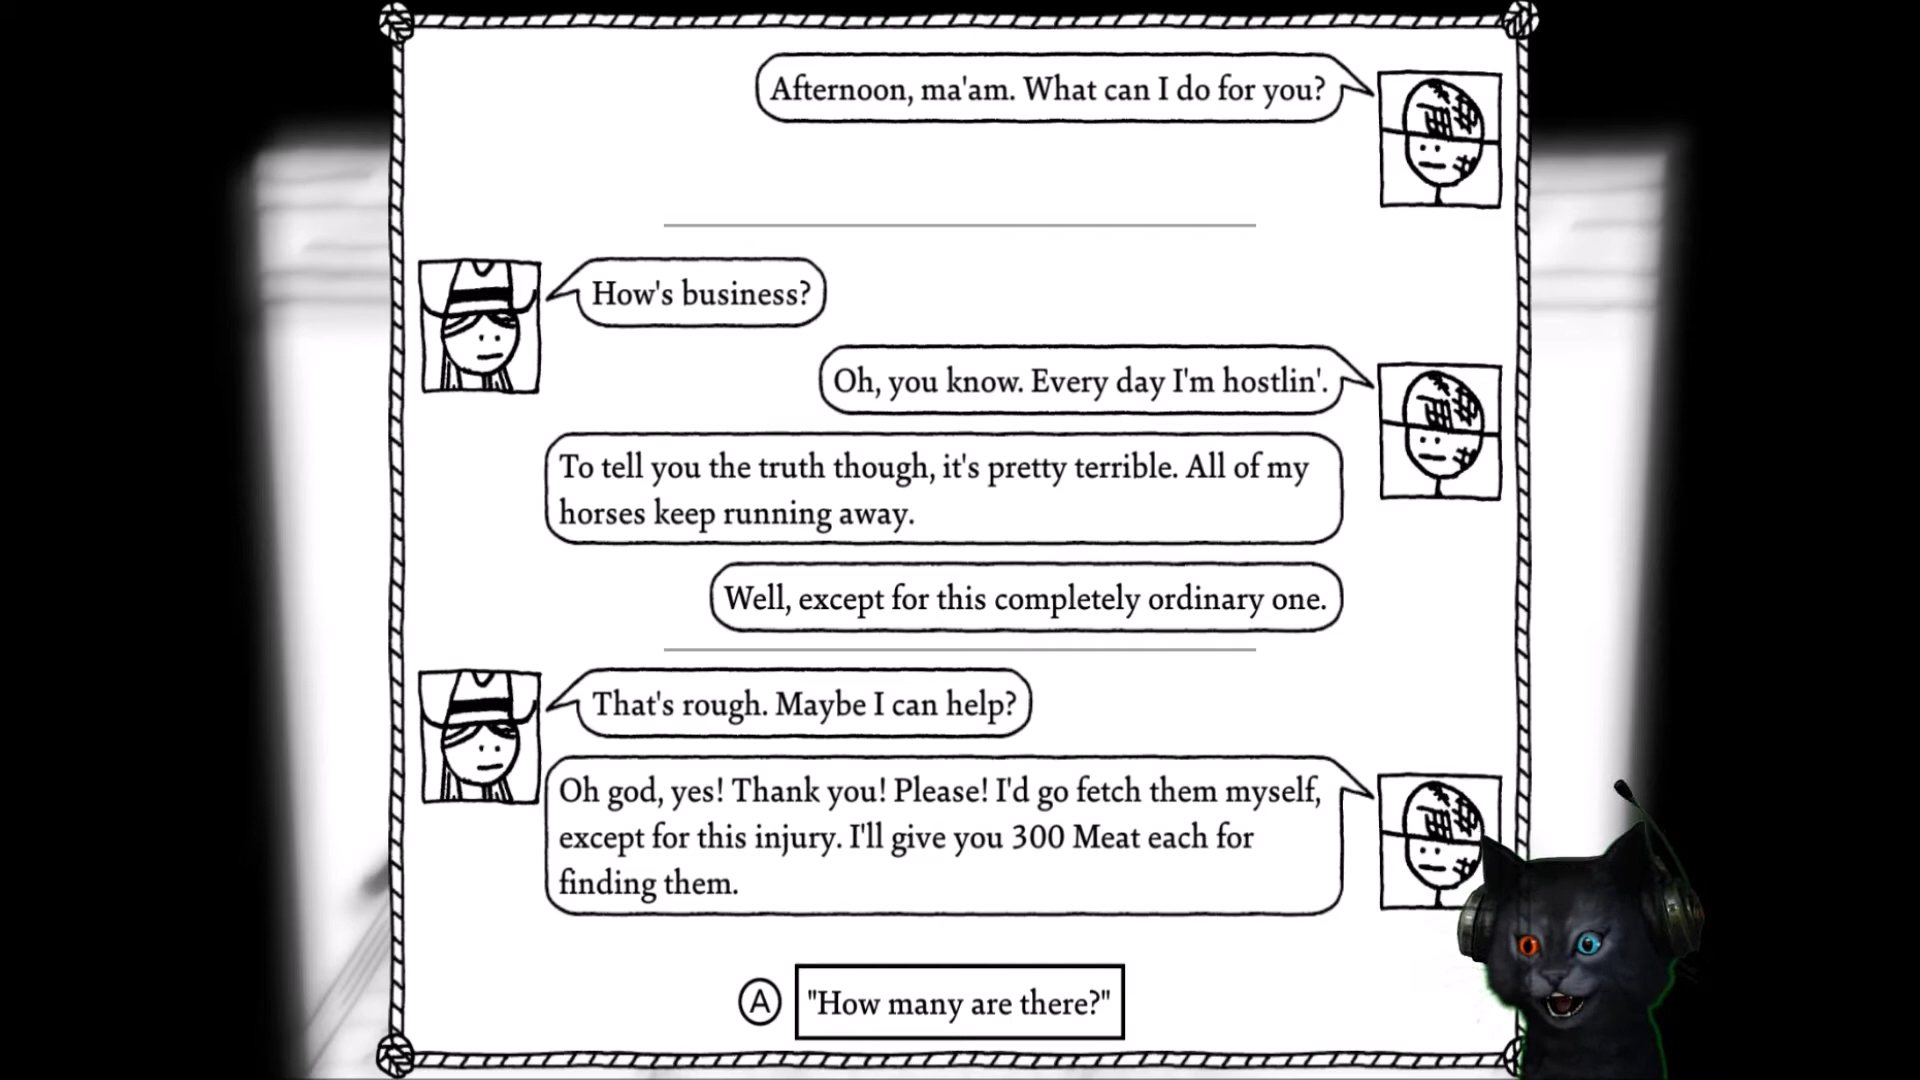 Afternoon, ma'am. What can I do for you?
How's business?
Oh, you know. Every day I'm hostlin'.
To tell you the truth though, it's pretty terrible. All of my
horses keep running away.
Well, except for this completely ordinary one.
That's rough. Maybe I can help?
Oh god, yes! Thank you! Please! I'd go fetch them myself,
except for this injury. I'll give you 300 Meat each for
finding them.
A "How many are there?"